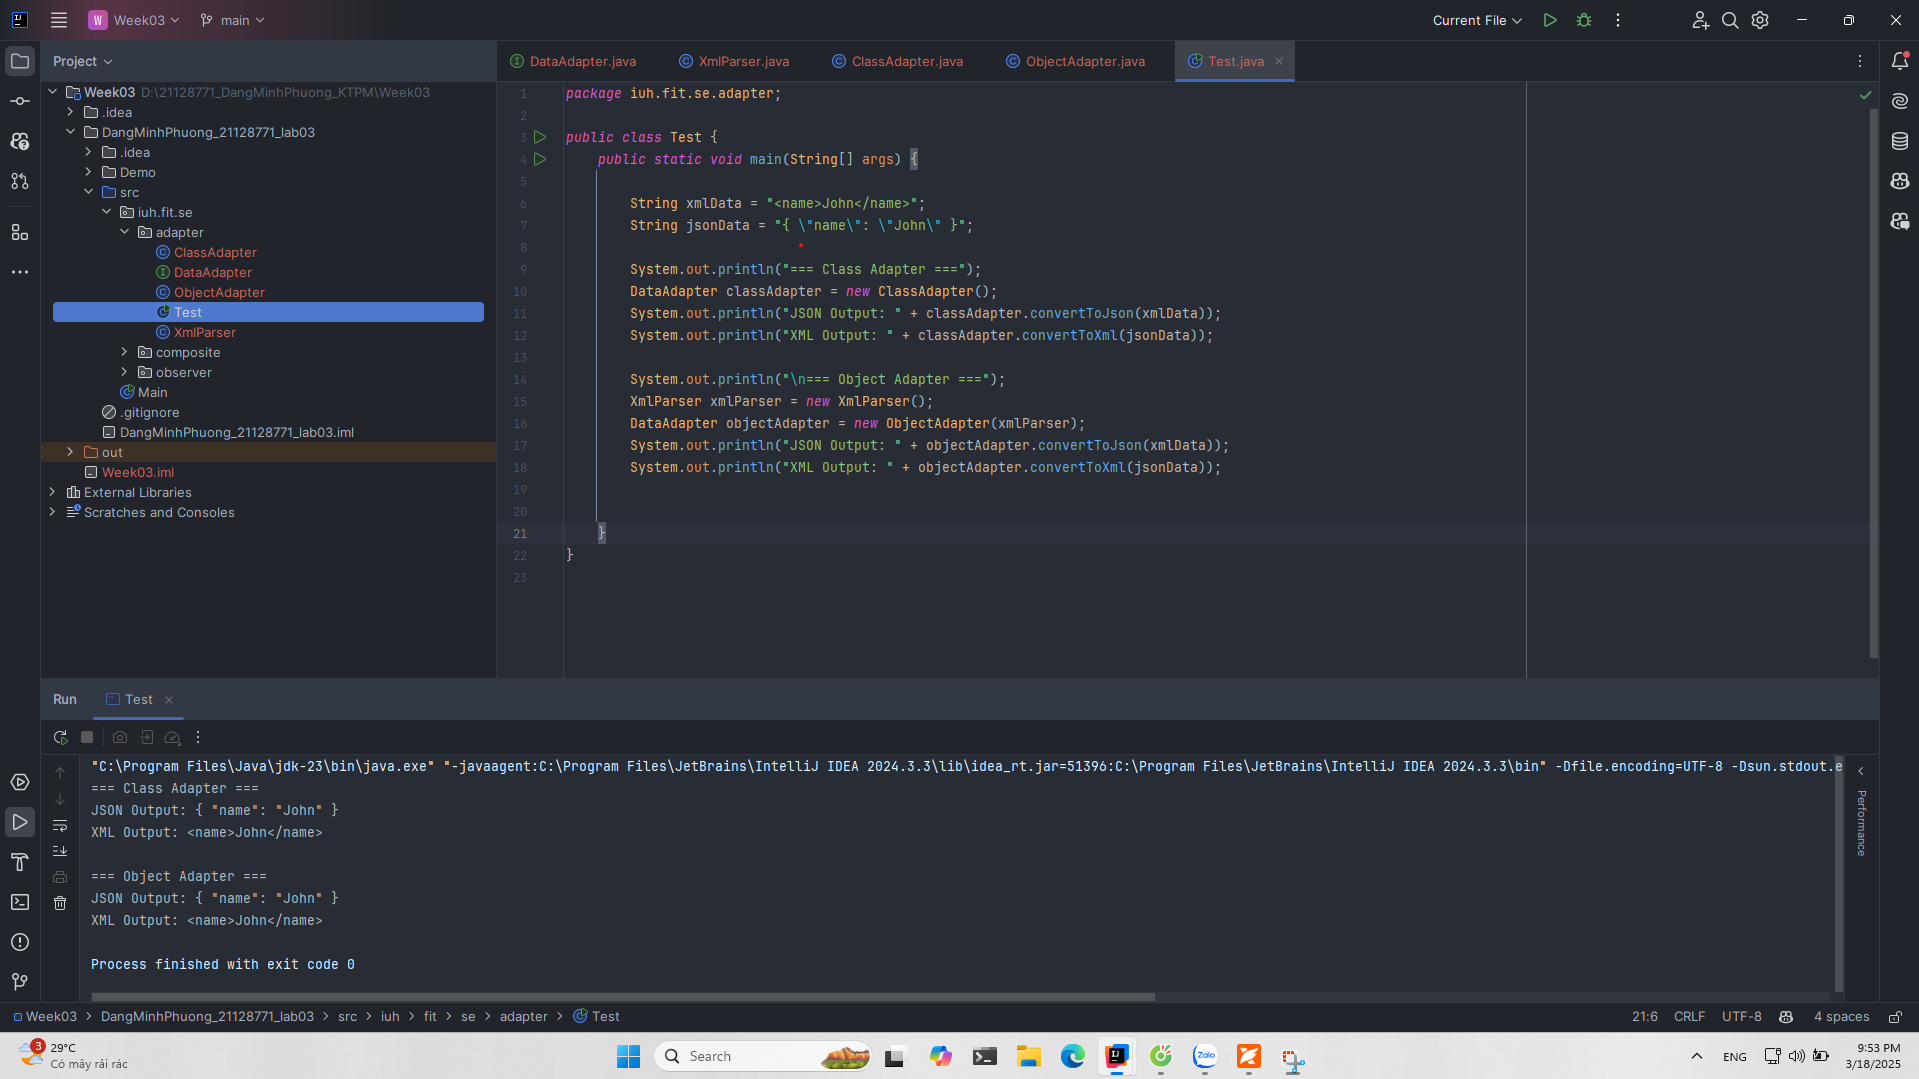 W Week03 main Current File
Project
DataAdapter.java XmlParser.java ClassAdapter.java ObjectAdapter.java Test.java
Week03 D:\21128771_DangMinhPhuong_KTPM\Week03
.idea
DangMinhPhuong_21128771_lab03
.idea
Demo
src
iuh.fit.se
adapter
ClassAdapter
DataAdapter
ObjectAdapter
Test
XmlParser
composite
observer
Main
.gitignore
DangMinhPhuong_21128771_lab03.iml
out
Week03.iml
External Libraries
Scratches and Consoles
1 package iuh.fit.se.adapter;
2
3 public class Test {
4 public static void main(String[] args) {
5
6 String xmlData = "<name>John</name>";
7 String jsonData = "{ \"name\": \"John\" }";
8
9 System.out.println("=== Class Adapter ===");
10 DataAdapter classAdapter = new ClassAdapter();
11 System.out.println("JSON Output: " + classAdapter.convertToJson(xmlData));
12 System.out.println("XML Output: " + classAdapter.convertToXml(jsonData));
13
14 System.out.println("\n=== Object Adapter ===");
15 XmlParser xmlParser = new XmlParser();
16 DataAdapter objectAdapter = new ObjectAdapter(xmlParser);
17 System.out.println("JSON Output: " + objectAdapter.convertToJson(xmlData));
18 System.out.println("XML Output: " + objectAdapter.convertToXml(jsonData));
19
20
21 }
22 }
23
Run Test
"C:\Program Files\Java\jdk-23\bin\java.exe" "-javaagent:C:\Program Files\JetBrains\IntelliJ IDEA 2024.3.3\lib\idea_rt.jar=51396:C:\Program Files\JetBrains\IntelliJ IDEA 2024.3.3\bin" -Dfile.encoding=UTF-8 -Dsun.stdout.e
=== Class Adapter ===
JSON Output: { "name": "John" }
XML Output: <name>John</name>
=== Object Adapter ===
JSON Output: { "name": "John" }
XML Output: <name>John</name>
Process finished with exit code 0
Performance
Week03 > DangMinhPhuong_21128771_lab03 > src > iuh > fit > se > adapter > Test 21:6 CRLF UTF-8 4 spaces
3 29°C
Có mây rải rác
Search
Zalo
ENG
9:53 PM
3/18/2025